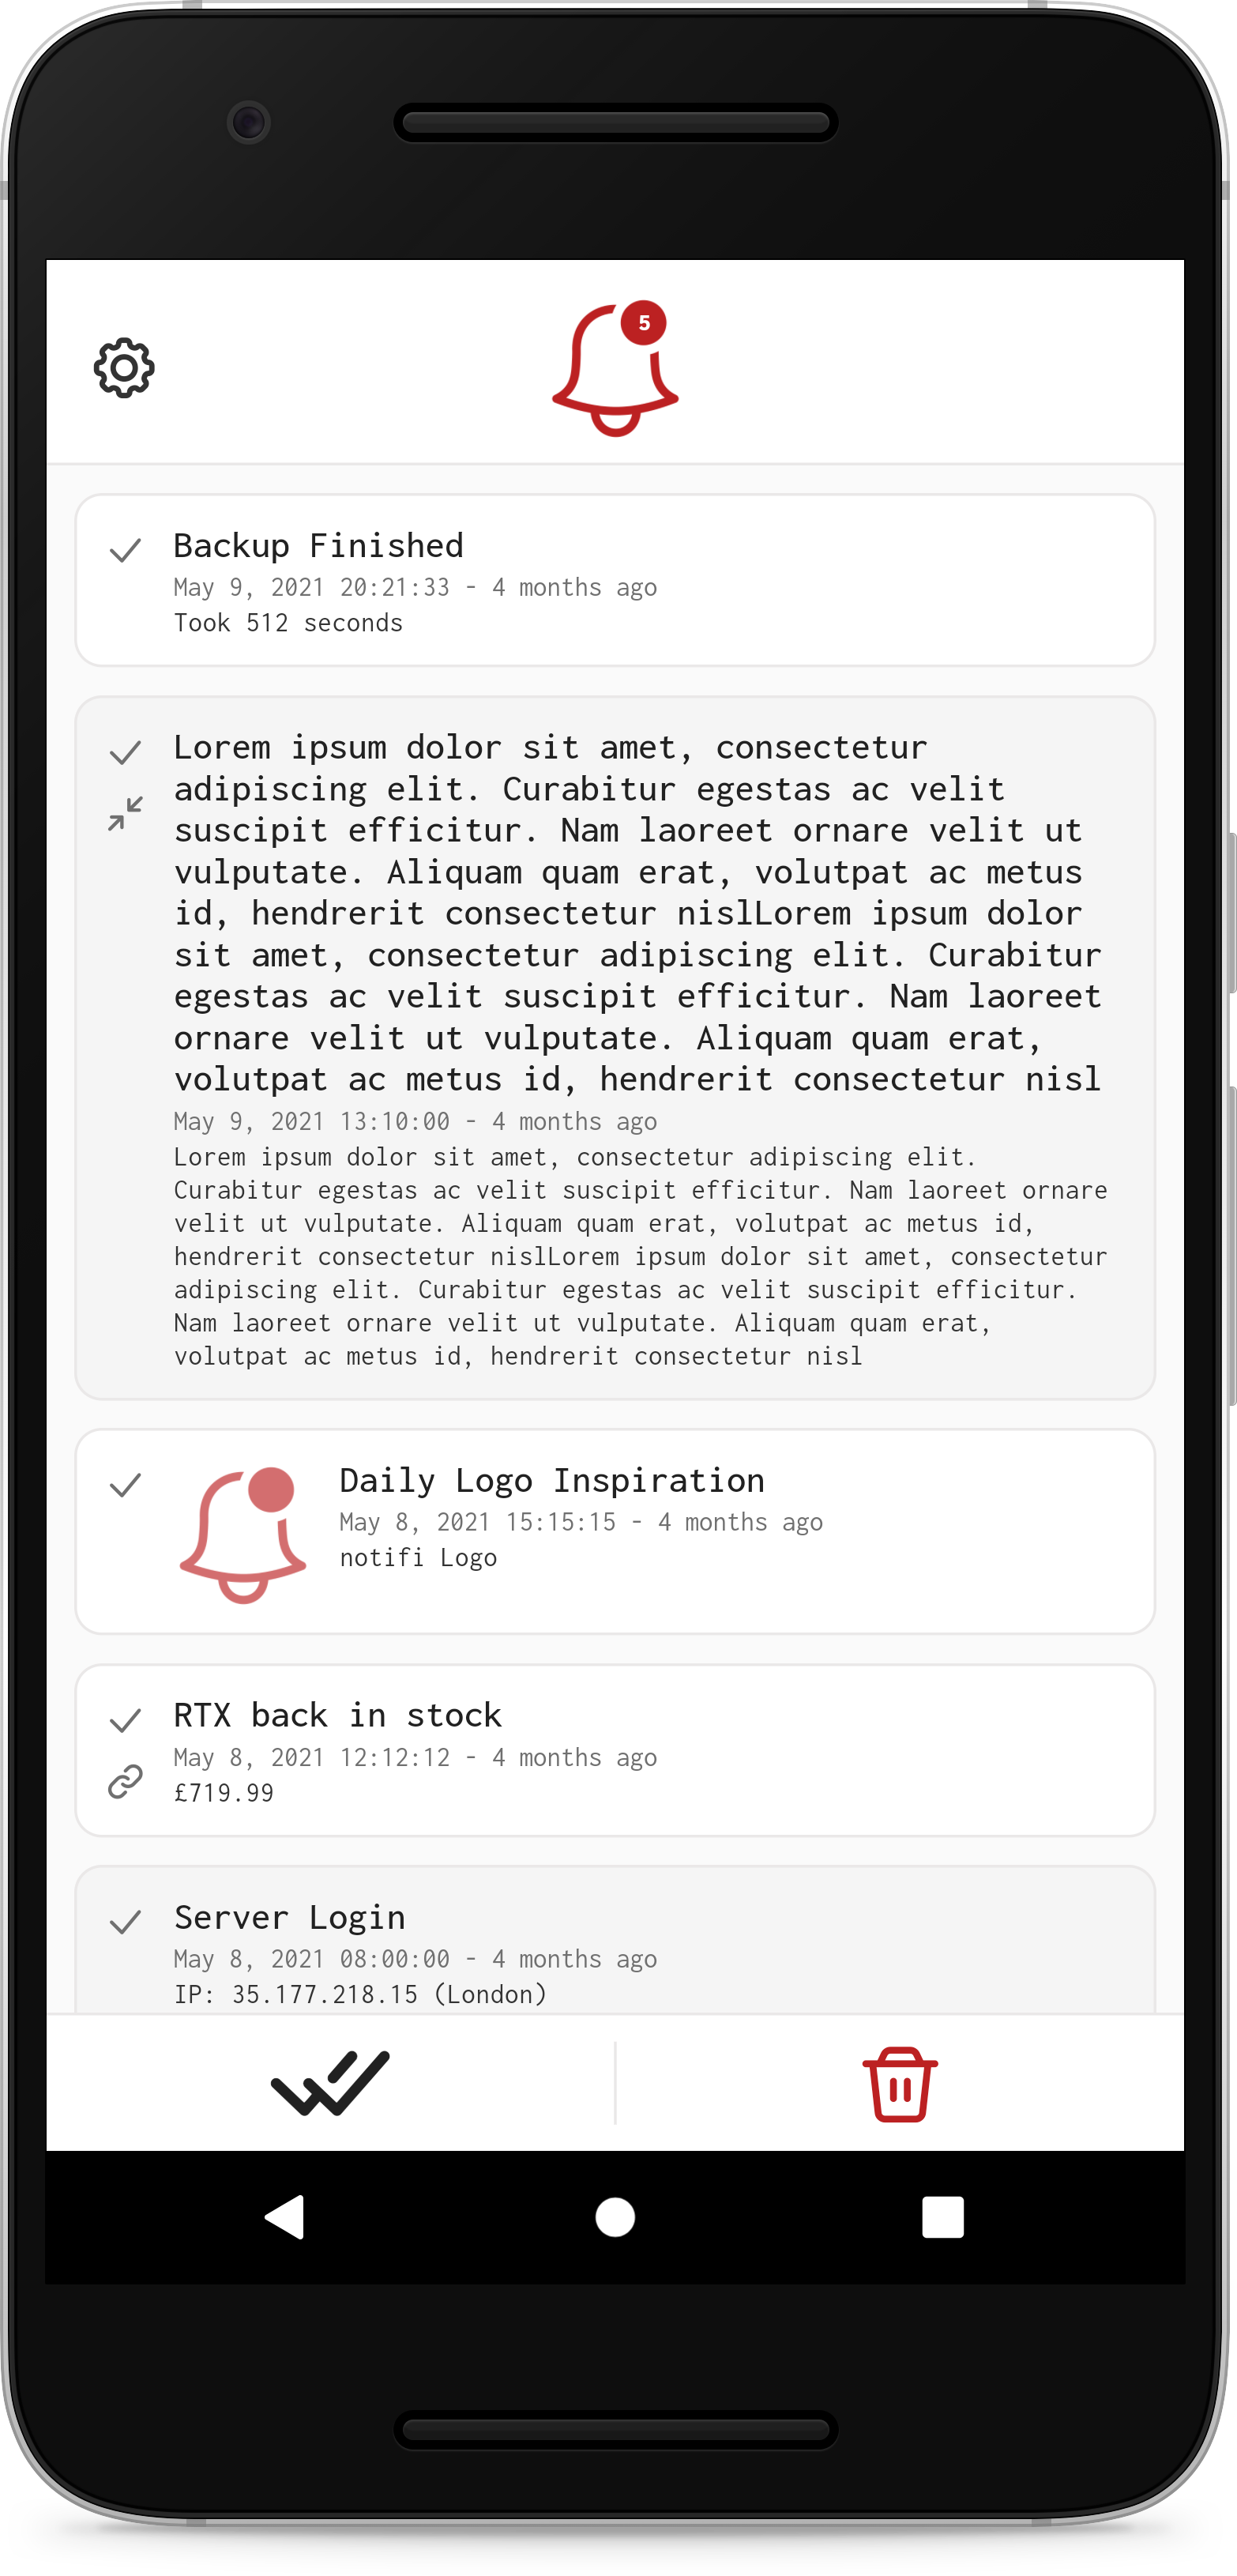 5
Backup Finished
May 9, 2021 20:21:33 - 4 months ago
Took 512 seconds
Lorem ipsum dolor sit amet, consectetur
adipiscing elit. Curabitur egestas ac velit
suscipit efficitur. Nam laoreet ornare velit ut
vulputate. Aliquam quam erat, volutpat ac metus
id, hendrerit consectetur nislLorem ipsum dolor
sit amet, consectetur adipiscing elit. Curabitur
egestas ac velit suscipit efficitur. Nam laoreet
ornare velit ut vulputate. Aliquam quam erat,
volutpat ac metus id, hendrerit consectetur nisl
May 9, 2021 13:10:00 - 4 months ago
Lorem ipsum dolor sit amet, consectetur adipiscing elit.
Curabitur egestas ac velit suscipit efficitur. Nam laoreet ornare
velit ut vulputate. Aliquam quam erat, volutpat ac metus id,
hendrerit consectetur nislLorem ipsum dolor sit amet, consectetur
adipiscing elit. Curabitur egestas ac velit suscipit efficitur.
Nam laoreet ornare velit ut vulputate. Aliquam quam erat,
volutpat ac metus id, hendrerit consectetur nisl
Daily Logo Inspiration
May 8, 2021 15:15:15 - 4 months ago
notifi Logo
RTX back in stock
May 8, 2021 12:12:12 - 4 months ago
£719.99
Server Login
May 8, 2021 08:00:00 - 4 months ago
IP: 35.177.218.15 (London)